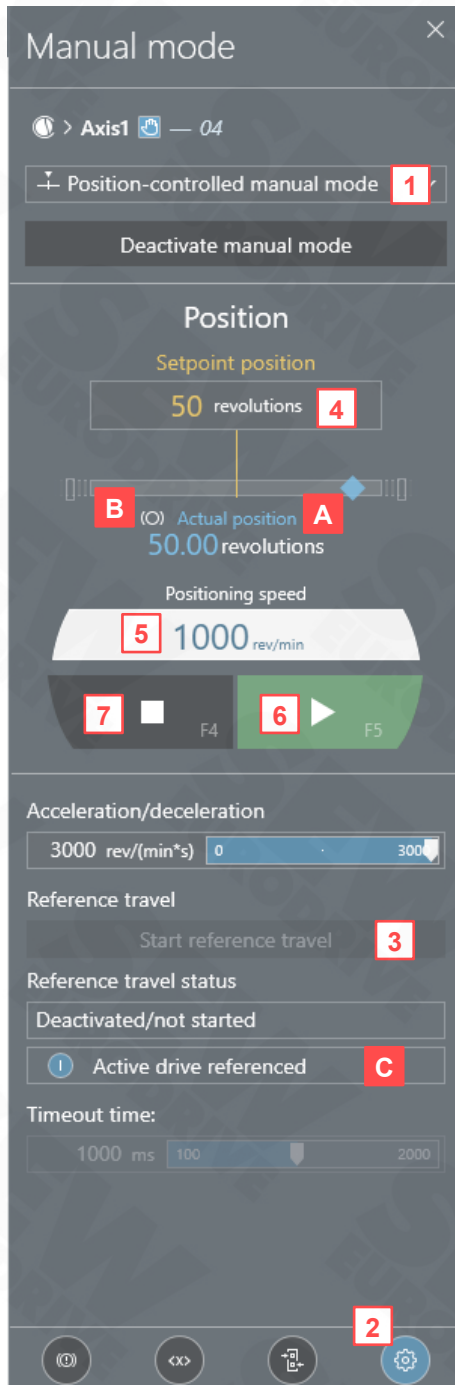 Manual mode
> Axis1 — 04
Position-controlled manual mode 1
Deactivate manual mode
Position
Setpoint position
50 revolutions 4
B (O) Actual position A
50.00 revolutions
Positioning speed
5 1000 rev/min
7 F4 6 F5
Acceleration/deceleration
3000 rev/(min*s) 0 300
Reference travel
Start reference travel 3
Reference travel status
Deactivated/not started
I Active drive referenced C
Timeout time:
1000 ms 100 2000
2
<x>